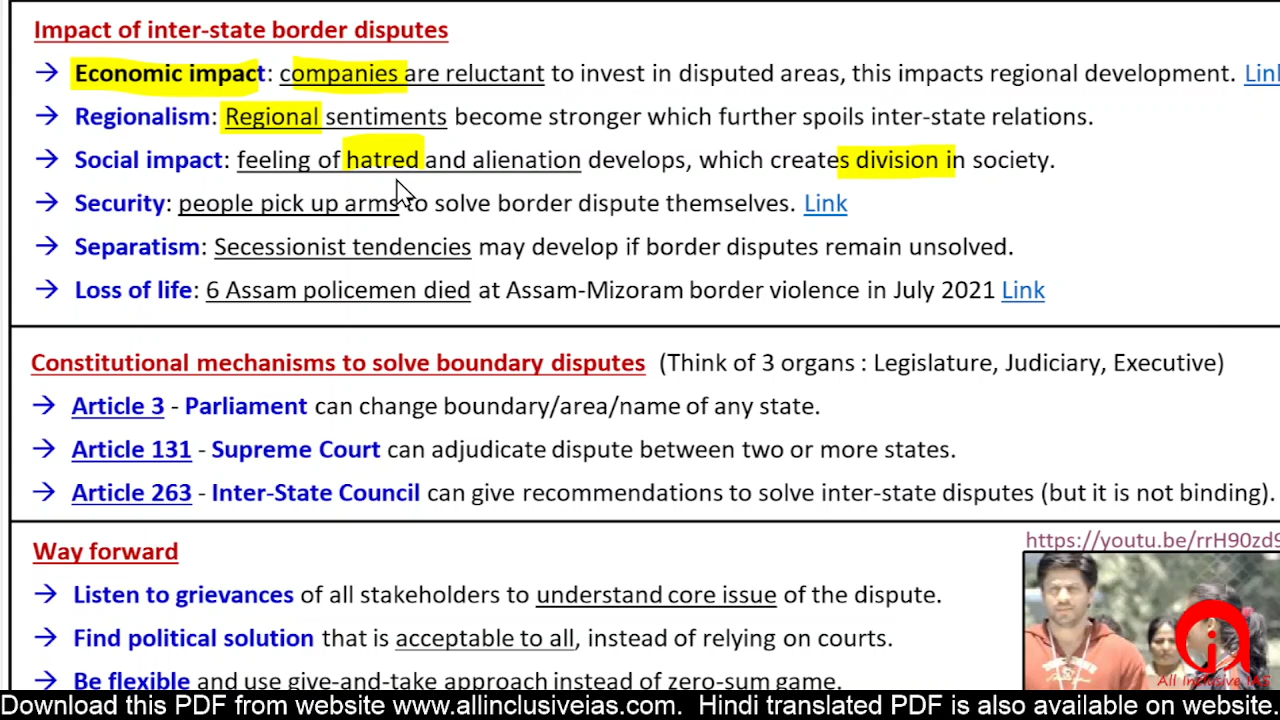 Impact of inter-state border disputes
→ Economic impact: companies are reluctant to invest in disputed areas, this impacts regional development.
→ Regionalism: Regional sentiments become stronger which further spoils inter-state relations.
→ Social impact: feeling of hatred and alienation develops, which creates division in society.
→ Security: people pick up arms to solve border dispute themselves. Link
→ Separatism: Secessionist tendencies may develop if border disputes remain unsolved.
→ Loss of life: 6 Assam policemen died at Assam-Mizoram border violence in July 2021 Link
Constitutional mechanisms to solve boundary disputes (Think of 3 organs : Legislature, Judiciary, Executive)
→ Article 3 - Parliament can change boundary/area/name of any state.
→ Article 131 - Supreme Court can adjudicate dispute between two or more states.
→ Article 263 - Inter-State Council can give recommendations to solve inter-state disputes (but it is not binding).
Way forward
https://youtu.be/rrH90zd9
→ Listen to grievances of all stakeholders to understand core issue of the dispute.
→ Find political solution that is acceptable to all, instead of relying on courts.
→ Be flexible and use give-and-take approach instead of zero-sum game.
All inclusive IAS
Download this PDF from website www.allinclusiveias.com. Hindi translated PDF is also available on website.